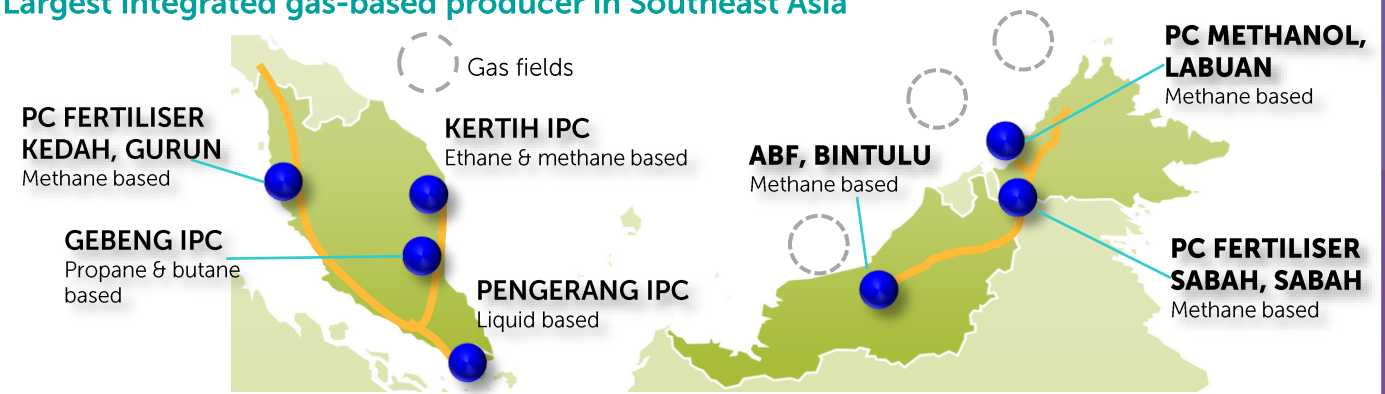 Largest integrated gas-based producer in Southeast Asia
Gas fields
PC FERTILISER
KEDAH, GURUN
Methane based
KERTIH IPC
Ethane & methane based
GEBENG IPC
Propane & butane
based
PENGERANG IPC
Liquid based
ABF, BINTULU
Methane based
PC METHANOL,
LABUAN
Methane based
PC FERTILISER
SABAH, SABAH
Methane based